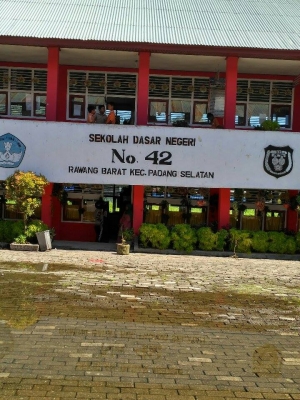 SEKOLAH DASAR NEGERI
No. 42
RAWANG BARAT KEC. PADANG SELATAN